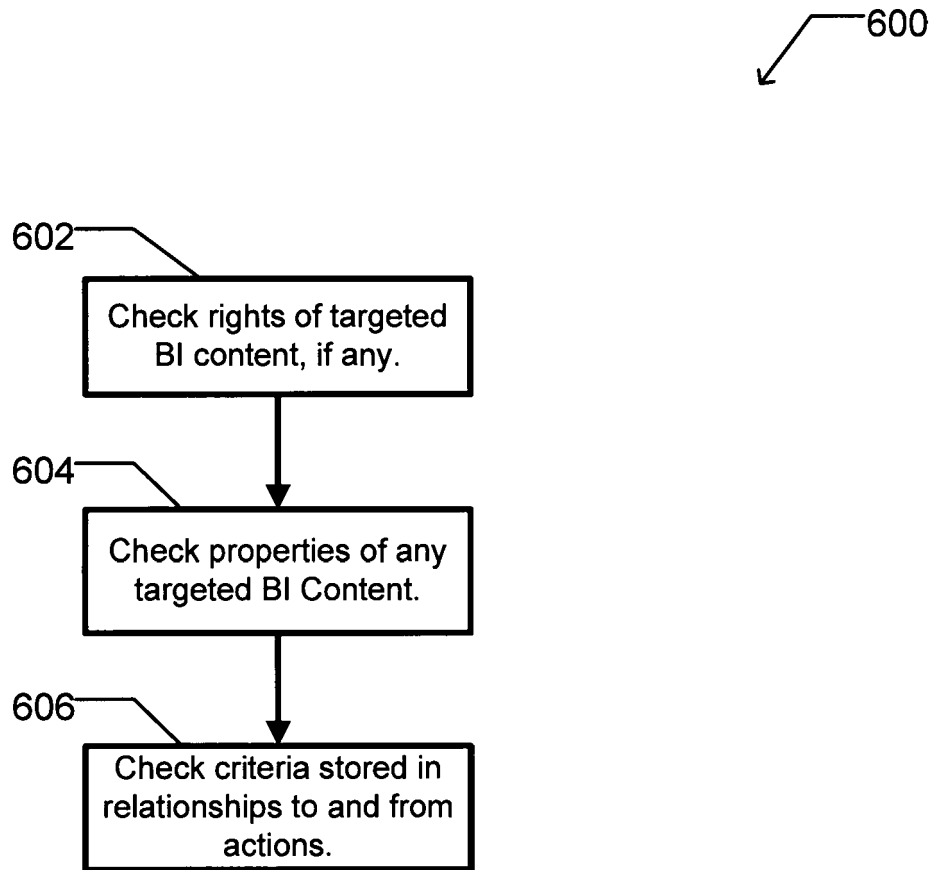 600
602
Check rights of targeted
BI content, if any.
604
Check properties of any
targeted BI Content.
606
Check criteria stored in
relationships to and from
actions.